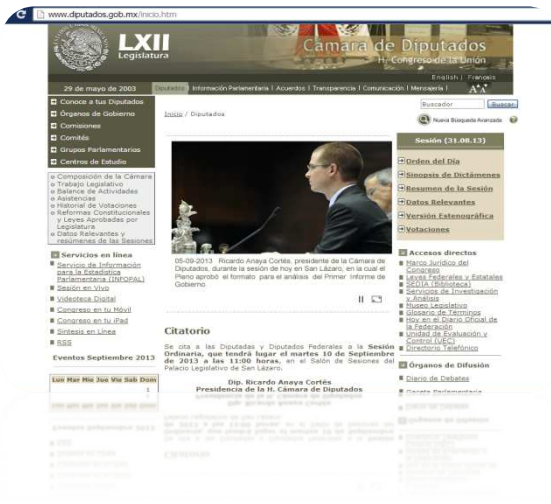 www.diputados.gob.mx/inicio.htm
LXII
Legislatura
Cámara de Diputados
H. Congreso de la Unión
English | Français
29 de mayo de 2003
Diputados Información Parlamentaria | Acuerdos | Transparencia | Comunicación | Mensajería |
Conoce a tus Diputados
Órganos de Gobierno
Comisiones
Comités
Grupos Parlamentarios
Centros de Estudio
Composición de la Cámara
Trabajo Legislativo
Balance de Actividades
Asistencias
Historial de Votaciones
Reformas Constitucionales
y Leyes Aprobadas por
Legislatura
Datos Relevantes y
resúmenes de las Sesiones
Servicios en línea
Servicio de Información
para la Estadística
Parlamentaria (INFOPAL)
Sesión en Vivo
Videoteca Digital
Congreso en tu Móvil
Congreso en tu iPad
Síntesis en Línea
RSS
Eventos Septiembre 2013
Lun Mar Mie Jue Vie Sab Dom
1
Inicio / Diputados
05-09-2013 Ricardo Anaya Cortés, presidente de la Cámara de
Diputados, durante la sesión de hoy en San Lázaro, en la cual el
Pleno aprobó el formato para el análisis del Primer Informe de
Gobierno.
Citatorio
Se cita a las Diputadas y Diputados Federales a la Sesión
Ordinaria, que tendrá lugar el martes 10 de Septiembre
de 2013 a las 11:00 horas, en el Salón de Sesiones del
Palacio Legislativo de San Lázaro.
Dip. Ricardo Anaya Cortés
Presidencia de la H. Cámara de Diputados
Buscador Buscar
Nueva Búsqueda Avanzada
Sesión (31.08.13)
Orden del Día
Sinopsis de Dictámenes
Resumen de la Sesión
Datos Relevantes
Versión Estenográfica
Votaciones
Accesos directos
Marco Jurídico del
Congreso
Leyes Federales y Estatales
SEDIA (Biblioteca)
Servicios de Investigación
y Análisis
Museo Legislativo
Glosario de Términos
Hoy en el Diario Oficial de
la Federación
Unidad de Evaluación y
Control (UEC)
Directorio Telefónico
Órganos de Difusión
Diario de Debates
Gaceta Parlamentaria